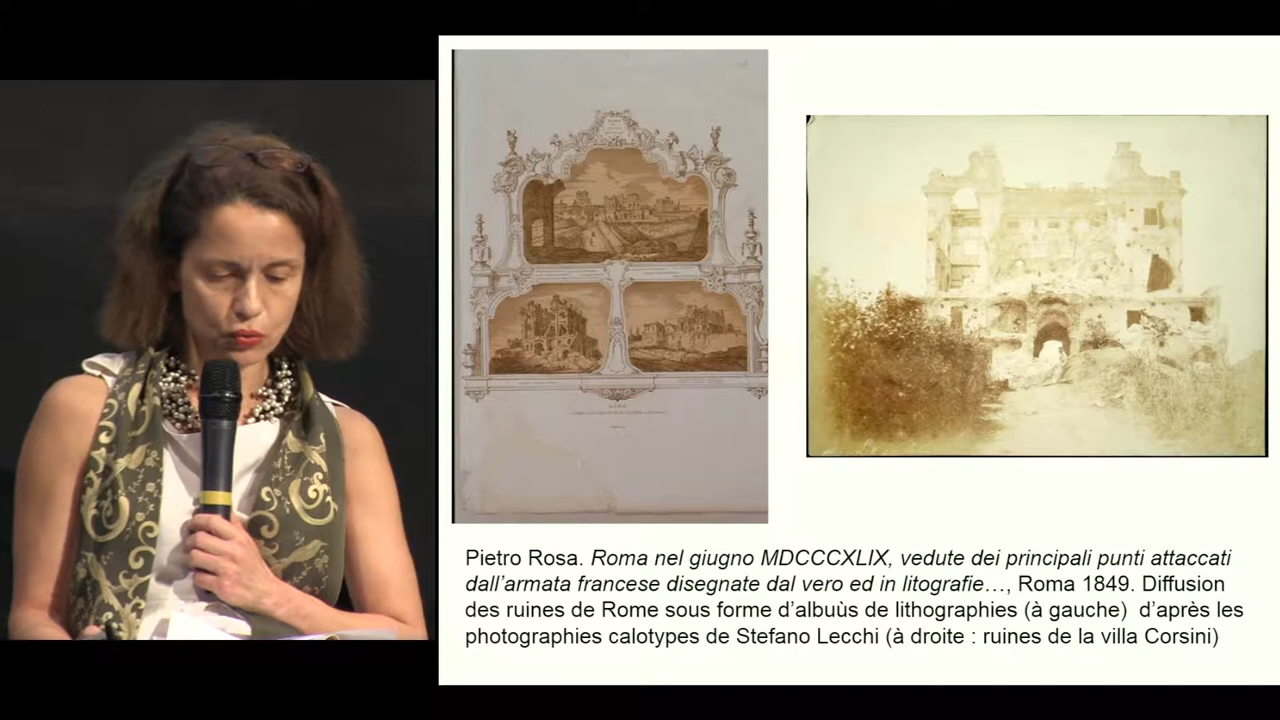 Pietro Rosa. Roma nel giugno MDCCCXLIX, vedute dei principali punti attaccati
dall'armata francese disegnate dal vero ed in litografie…, Roma 1849. Diffusion
des ruines de Rome sous forme d'albuùs de lithographies (à gauche)  d'après les
photographies calotypes de Stefano Lecchi (à droite : ruines de la villa Corsini)